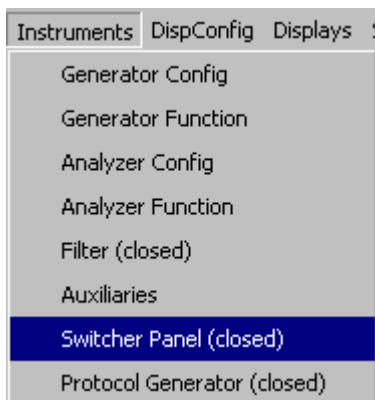 Instruments DispConfig Displays
Generator Config
Generator Function
Analyzer Config
Analyzer Function
Filter (closed)
Auxiliaries
Switcher Panel (closed)
Protocol Generator (closed)